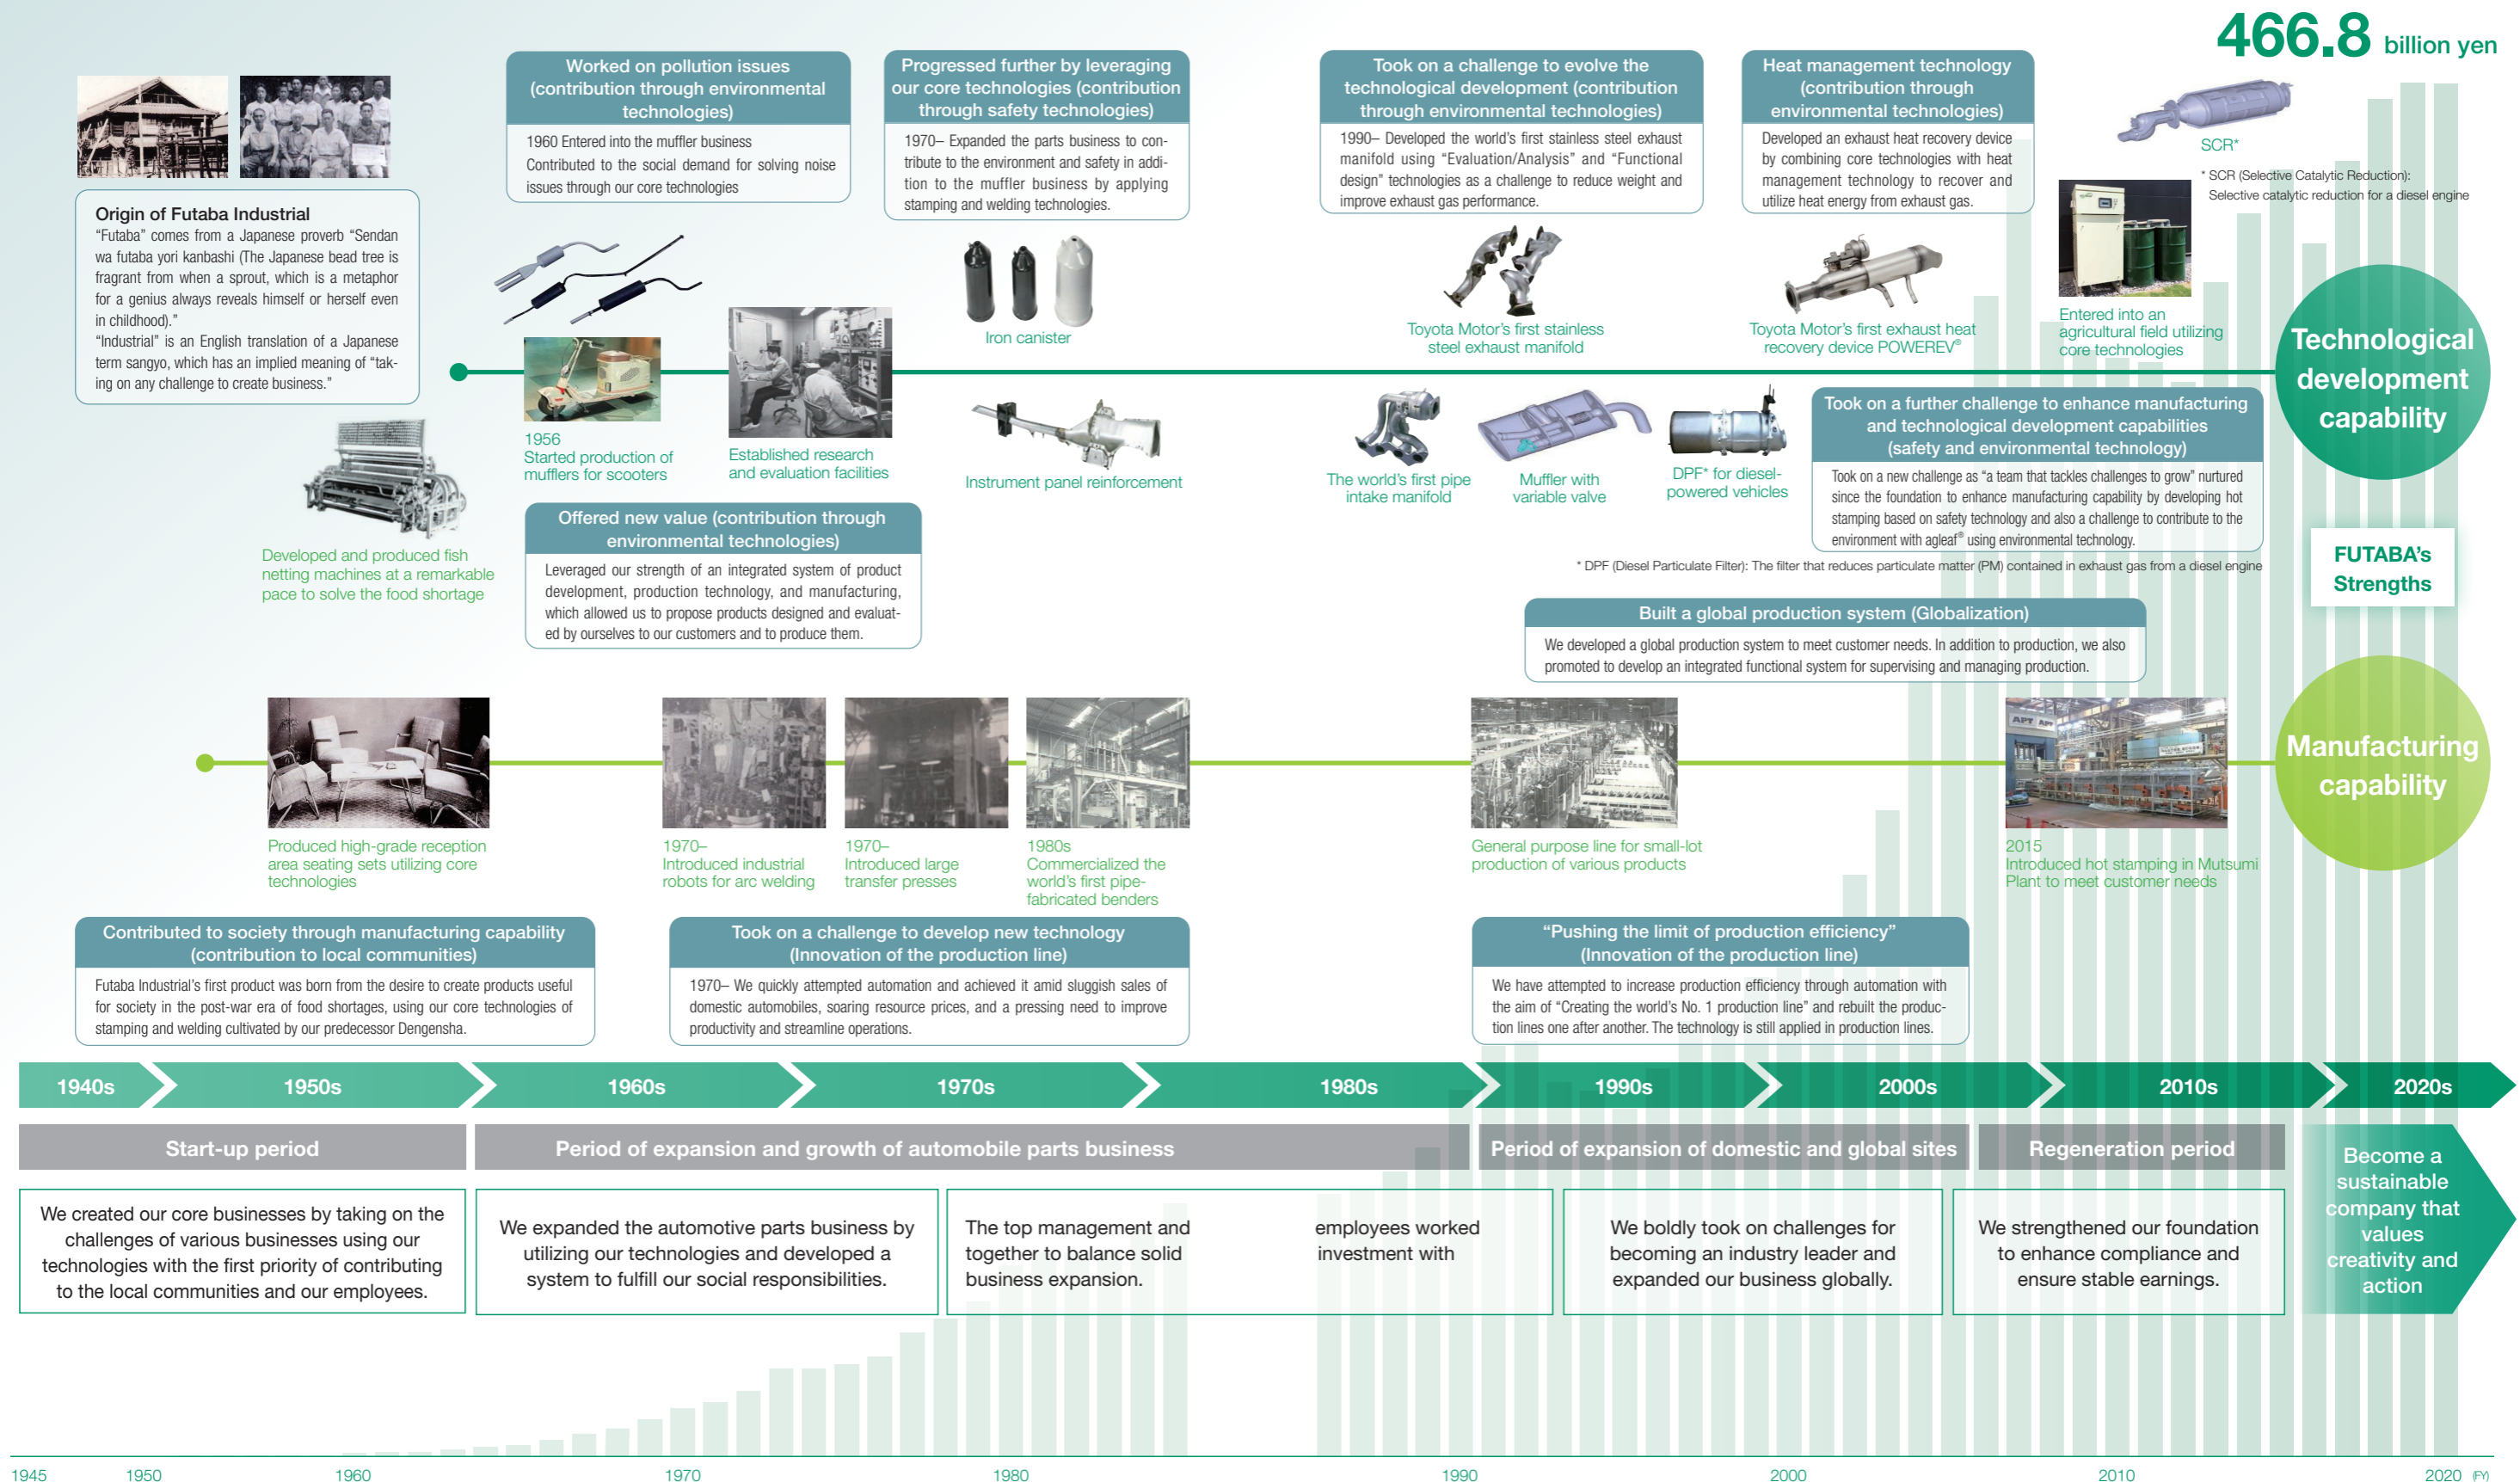 466.8 billion yen
Origin of Futaba Industrial
“Futaba” comes from a Japanese proverb “Sendan
wa futaba yori kanbashi (The Japanese bead tree is
fragrant from when a sprout, which is a metaphor
for a genius always reveals himself or herself even
in childhood).”
“Industrial” is an English translation of a Japanese
term sangyo, which has an implied meaning of “tak-
ing on any challenge to create business.”
Worked on pollution issues
(contribution through environmental
technologies)
1960 Entered into the muffler business
Contributed to the social demand for solving noise
issues through our core technologies
Progressed further by leveraging
our core technologies (contribution
through safety technologies)
1970– Expanded the parts business to con-
tribute to the environment and safety in addi-
tion to the muffler business by applying
stamping and welding technologies.
Took on a challenge to evolve the
technological development (contribution
through environmental technologies)
1990– Developed the world’s first stainless steel exhaust
manifold using “Evaluation/Analysis” and “Functional
design” technologies as a challenge to reduce weight and
improve exhaust gas performance.
Heat management technology
(contribution through
environmental technologies)
Developed an exhaust heat recovery device
by combining core technologies with heat
management technology to recover and
utilize heat energy from exhaust gas.
SCR*
* SCR (Selective Catalytic Reduction):
Selective catalytic reduction for a diesel engine
Iron canister
Toyota Motor’s first stainless
steel exhaust manifold
Toyota Motor’s first exhaust heat
recovery device POWEREV®
Entered into an
agricultural field utilizing
core technologies
Technological
development
capability
1956
Started production of
mufflers for scooters
Established research
and evaluation facilities
Instrument panel reinforcement
The world’s first pipe
intake manifold
Muffler with
variable valve
DPF* for diesel-
powered vehicles
Took on a further challenge to enhance manufacturing
and technological development capabilities
(safety and environmental technology)
Took on a new challenge as “a team that tackles challenges to grow” nurtured
since the foundation to enhance manufacturing capability by developing hot
stamping based on safety technology and also a challenge to contribute to the
environment with agleaf® using environmental technology.
* DPF (Diesel Particulate Filter): The filter that reduces particulate matter (PM) contained in exhaust gas from a diesel engine
Developed and produced fish
netting machines at a remarkable
pace to solve the food shortage
Offered new value (contribution through
environmental technologies)
Leveraged our strength of an integrated system of product
development, production technology, and manufacturing,
which allowed us to propose products designed and evaluat-
ed by ourselves to our customers and to produce them.
FUTABA’s
Strengths
Built a global production system (Globalization)
We developed a global production system to meet customer needs. In addition to production, we also
promoted to develop an integrated functional system for supervising and managing production.
APT APT
Manufacturing
capability
Produced high-grade reception
area seating sets utilizing core
technologies
1970–
Introduced industrial
robots for arc welding
1970–
Introduced large
transfer presses
1980s
Commercialized the
world’s first pipe-
fabricated benders
General purpose line for small-lot
production of various products
2015
Introduced hot stamping in Mutsumi
Plant to meet customer needs
Contributed to society through manufacturing capability
(contribution to local communities)
Futaba Industrial’s first product was born from the desire to create products useful
for society in the post-war era of food shortages, using our core technologies of
stamping and welding cultivated by our predecessor Dengensha.
Took on a challenge to develop new technology
(Innovation of the production line)
1970– We quickly attempted automation and achieved it amid sluggish sales of
domestic automobiles, soaring resource prices, and a pressing need to improve
productivity and streamline operations.
“Pushing the limit of production efficiency”
(Innovation of the production line)
We have attempted to increase production efficiency through automation with
the aim of “Creating the world’s No. 1 production line” and rebuilt the produc-
tion lines one after another. The technology is still applied in production lines.
1940s 1950s 1960s 1970s 1980s 1990s 2000s 2010s 2020s
Start-up period
Period of expansion and growth of automobile parts business
Period of expansion of domestic and global sites
Regeneration period
Become a
sustainable
company that
values
creativity and
action
We created our core businesses by taking on the
challenges of various businesses using our
technologies with the first priority of contributing
to the local communities and our employees.
We expanded the automotive parts business by
utilizing our technologies and developed a
system to fulfill our social responsibilities.
The top management and employees worked
together to balance solid investment with
business expansion.
We boldly took on challenges for
becoming an industry leader and
expanded our business globally.
We strengthened our foundation
to enhance compliance and
ensure stable earnings.
1945 1950 1960 1970 1980 1990 2000 2010 2020 (FY)